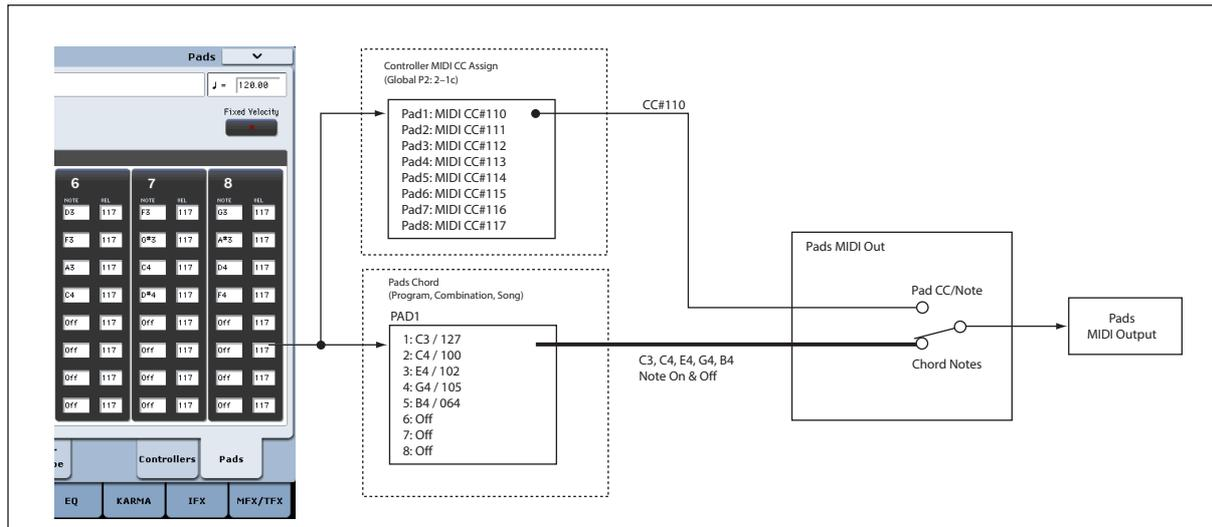 Pads
♩ = 120.00
Fixed Velocity
6 7 8
NOTE VEL NOTE VEL NOTE VEL
D3 117 F3 117 G3 117
F3 117 G#3 117 A#3 117
A3 117 C4 117 D4 117
C4 117 D#4 117 F4 117
Off 117 Off 117 Off 117
Off 117 Off 117 Off 117
Off 117 Off 117 Off 117
Off 117 Off 117 Off 117
Controllers Pads
EQ KARMA IFX MFX/TFX
Controller MIDI CC Assign
(Global P2: 2–1c)
Pad1: MIDI CC#110
Pad2: MIDI CC#111
Pad3: MIDI CC#112
Pad4: MIDI CC#113
Pad5: MIDI CC#114
Pad6: MIDI CC#115
Pad7: MIDI CC#116
Pad8: MIDI CC#117
CC#110
Pads Chord
(Program, Combination, Song)
PAD1
1: C3 / 127
2: C4 / 100
3: E4 / 102
4: G4 / 105
5: B4 / 064
6: Off
7: Off
8: Off
C3, C4, E4, G4, B4
Note On & Off
Pads MIDI Out
Pad CC/Note
Chord Notes
Pads
MIDI Output